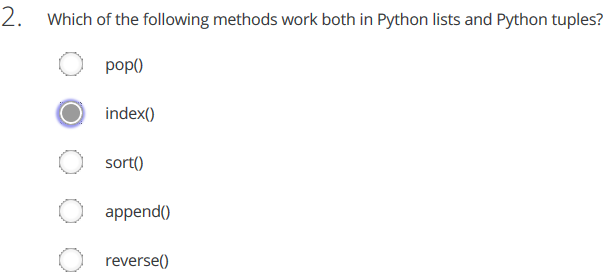 2. Which of the following methods work both in Python lists and Python tuples?
pop()
index()
sort()
append()
reverse()